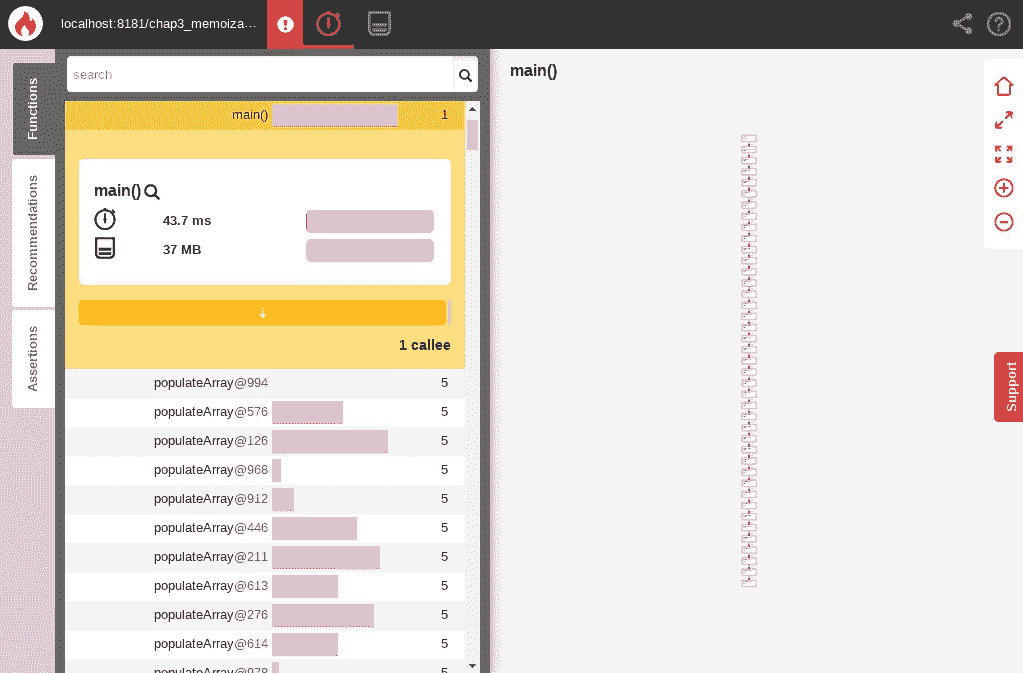 localhost:8181/chap3_memoiza...
main()
Functions
Recommendations
Assertions
search
main() 1
main()
43.7 ms
37 MB
1 callee
populateArray@994 5
populateArray@576 5
populateArray@126 5
populateArray@968 5
populateArray@912 5
populateArray@446 5
populateArray@211 5
populateArray@613 5
populateArray@276 5
populateArray@614 5
populateArray@978 5
Support